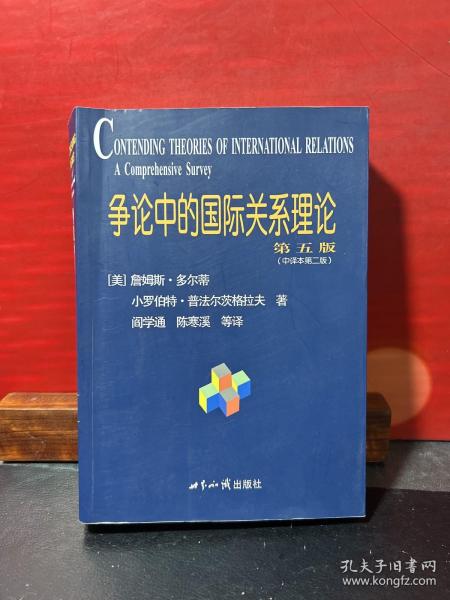 CONTENDING THEORIES OF INTERNATIONAL RELATIONS
A Comprehensive Survey
争论中的国际关系理论
第五版
(中译本第二版)
[美] 詹姆斯·多尔蒂
小罗伯特·普法尔茨格拉夫 著
阎学通 陈寒溪 等译
世界知识出版社
孔夫子旧书网
www.kongfz.com